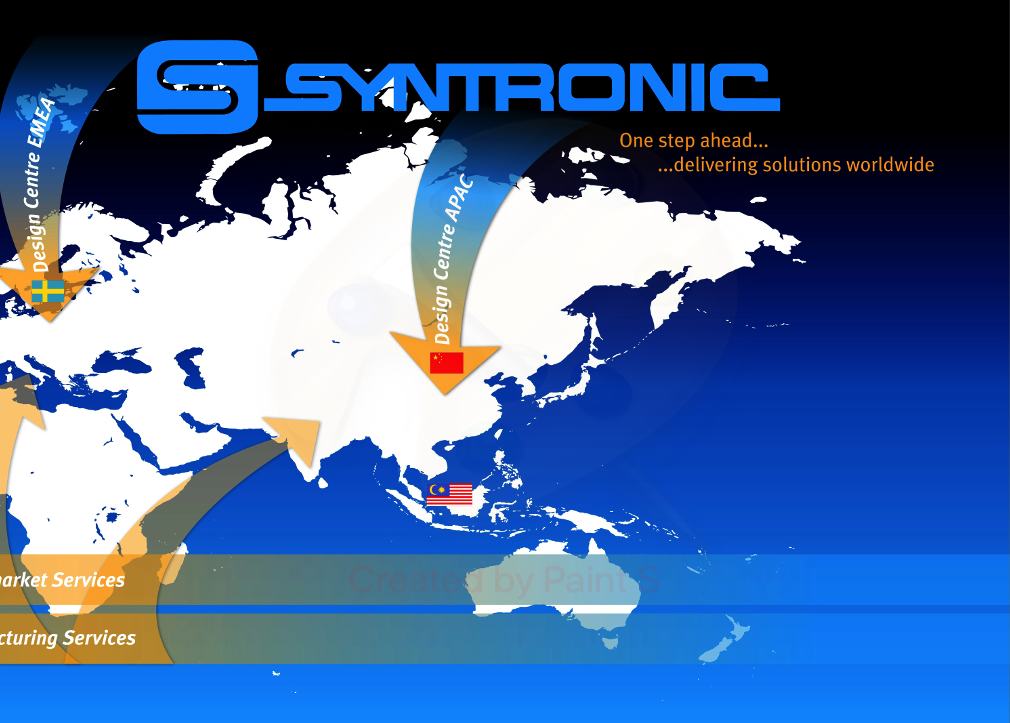 SYNTRONIC
One step ahead...
...delivering solutions worldwide
Design Centre EMEA
Design Centre APAC
arket Services
Created by Paint S
cturing Services